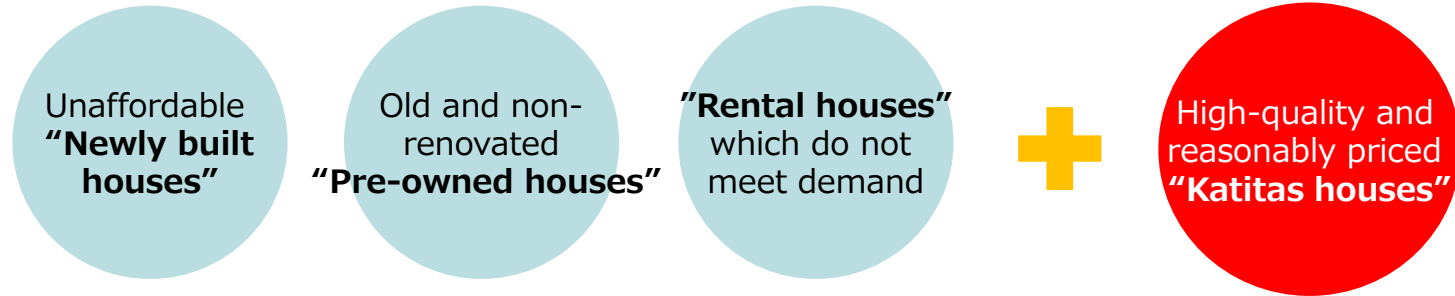 Unaffordable
“Newly built
houses”
Old and non-
renovated
“Pre-owned houses”
”Rental houses”
which do not
meet demand
High-quality and
reasonably priced
“Katitas houses”